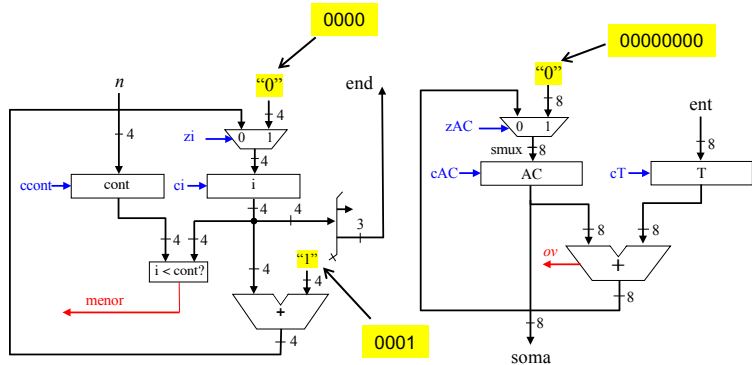 0000
00000000
n
“0”
end
“0”
ent
4
4
8
8
zi
0 1
zAC
0 1
4
smux
8
ccont
cont
ci
i
cAC
AC
cT
T
4
4
3
4
4
8
8
i < cont?
4
“1”
4
ov
+
menor
+
8
4
0001
8
soma